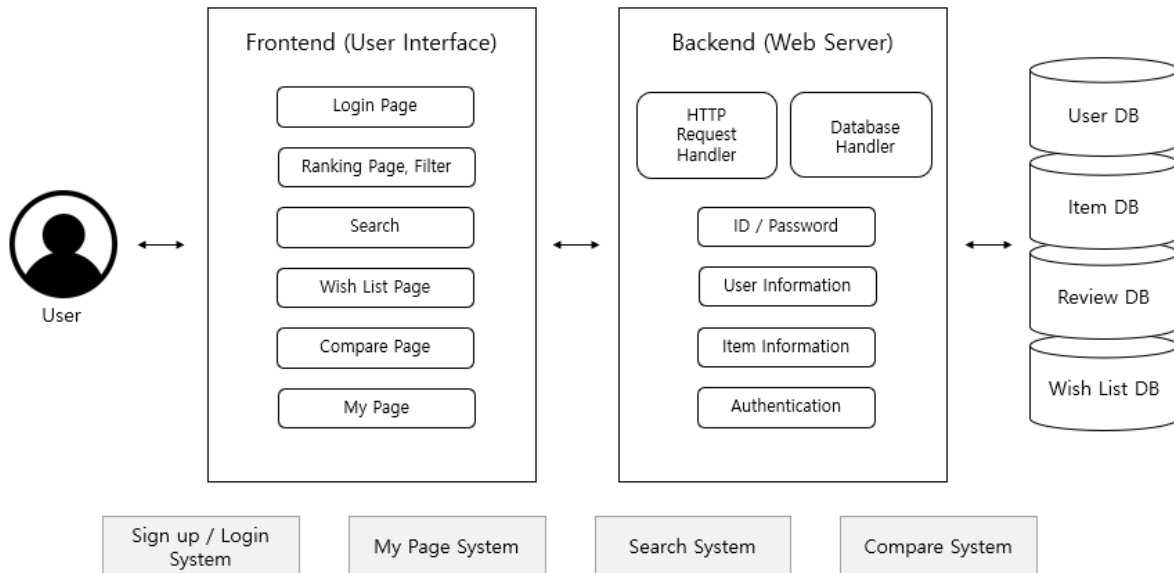 Frontend (User Interface)
Login Page
Ranking Page, Filter
Search
Wish List Page
Compare Page
My Page
User
Backend (Web Server)
HTTP
Request
Handler
Database
Handler
ID / Password
User Information
Item Information
Authentication
User DB
Item DB
Review DB
Wish List DB
Sign up / Login
System
My Page System
Search System
Compare System